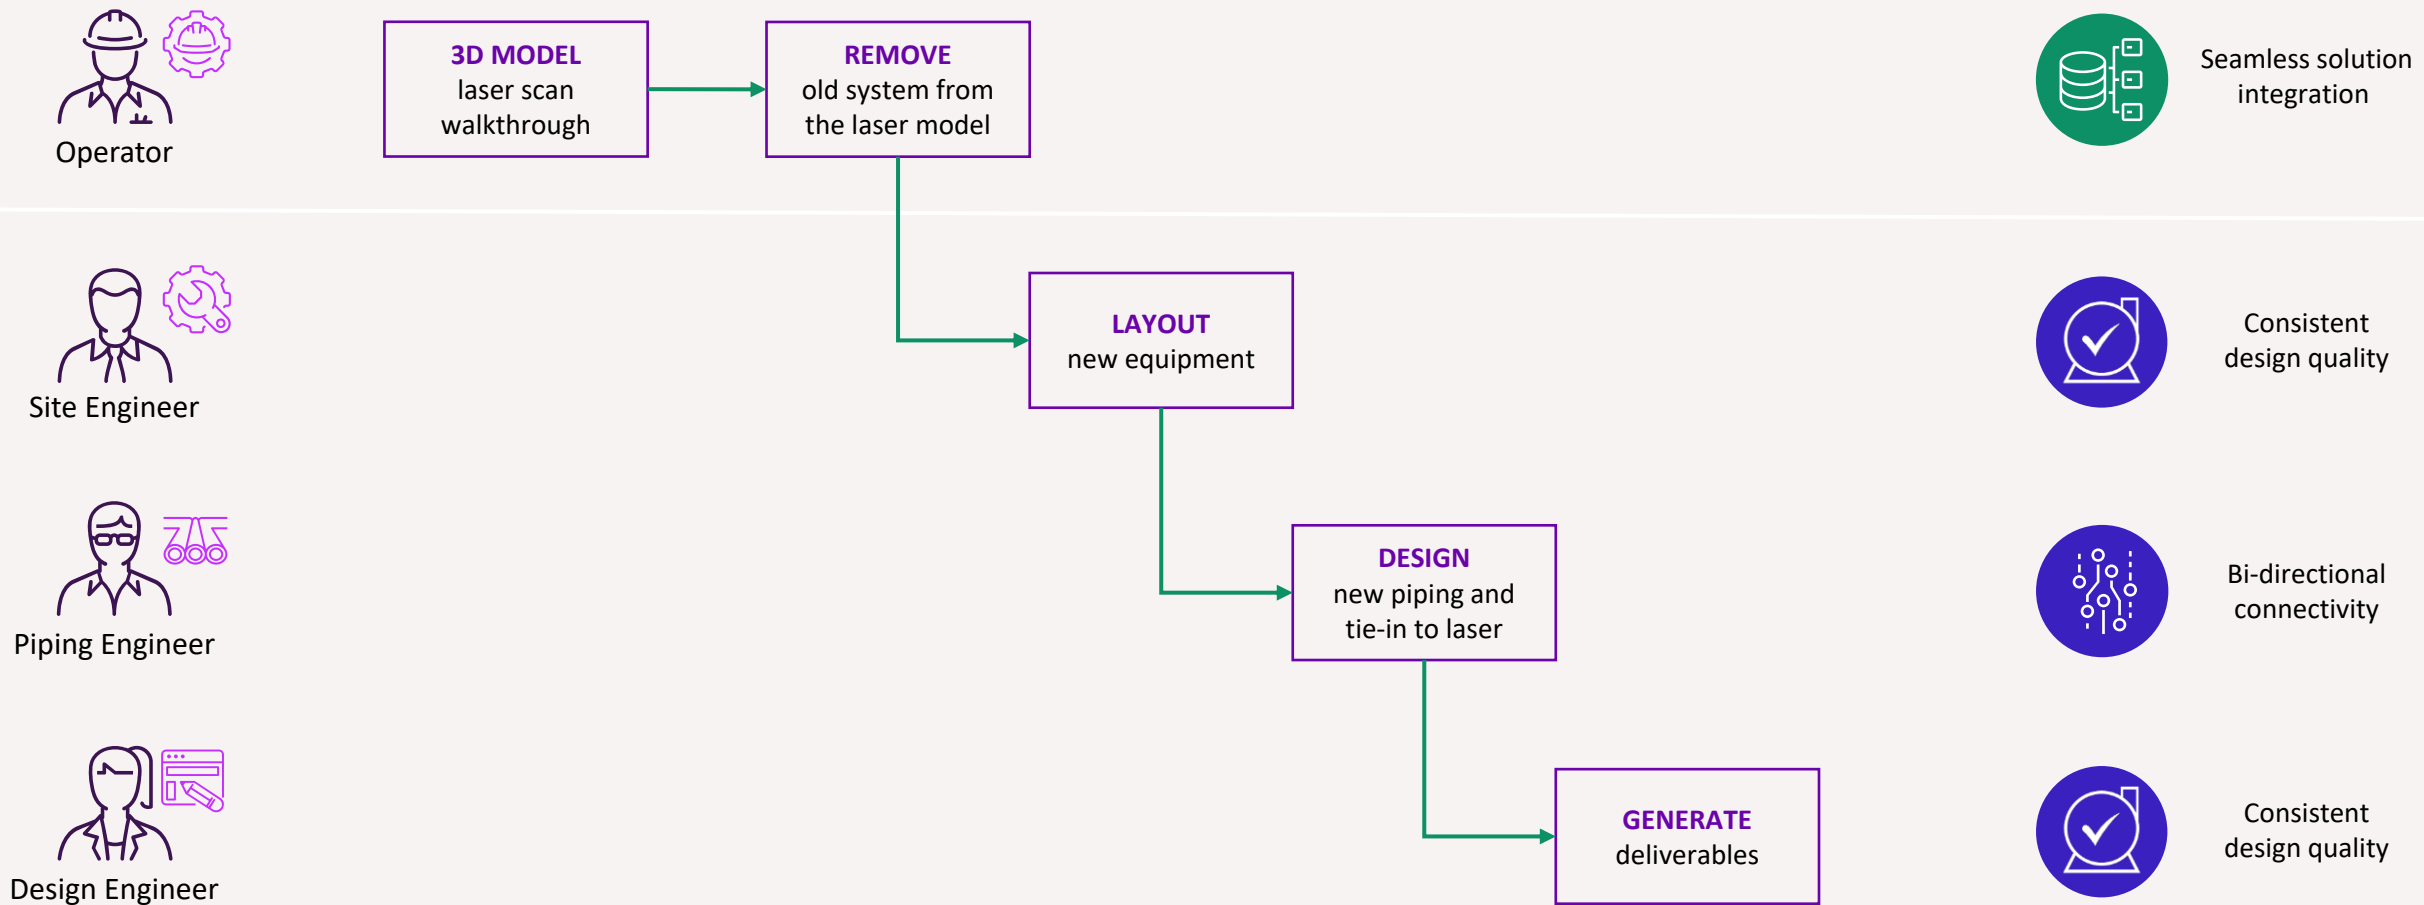 Operator
3D MODEL
laser scan
walkthrough
REMOVE
old system from
the laser model
Seamless solution
integration
Site Engineer
LAYOUT
new equipment
Consistent
design quality
Piping Engineer
DESIGN
new piping and
tie-in to laser
Bi-directional
connectivity
Design Engineer
GENERATE
deliverables
Consistent
design quality